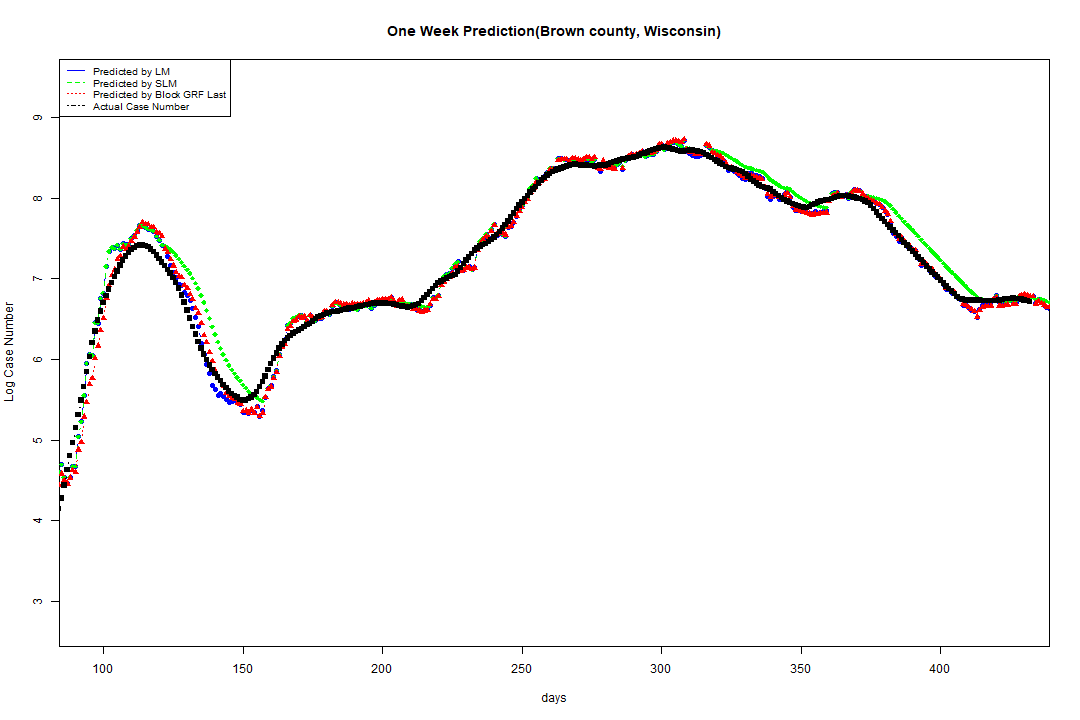 One Week Prediction(Brown county, Wisconsin)
Predicted by LM
Predicted by SLM
Predicted by Block GRF Last
Actual Case Number
Log Case Number
9
8
7
6
5
4
3
100 150 200 250 300 350 400
days